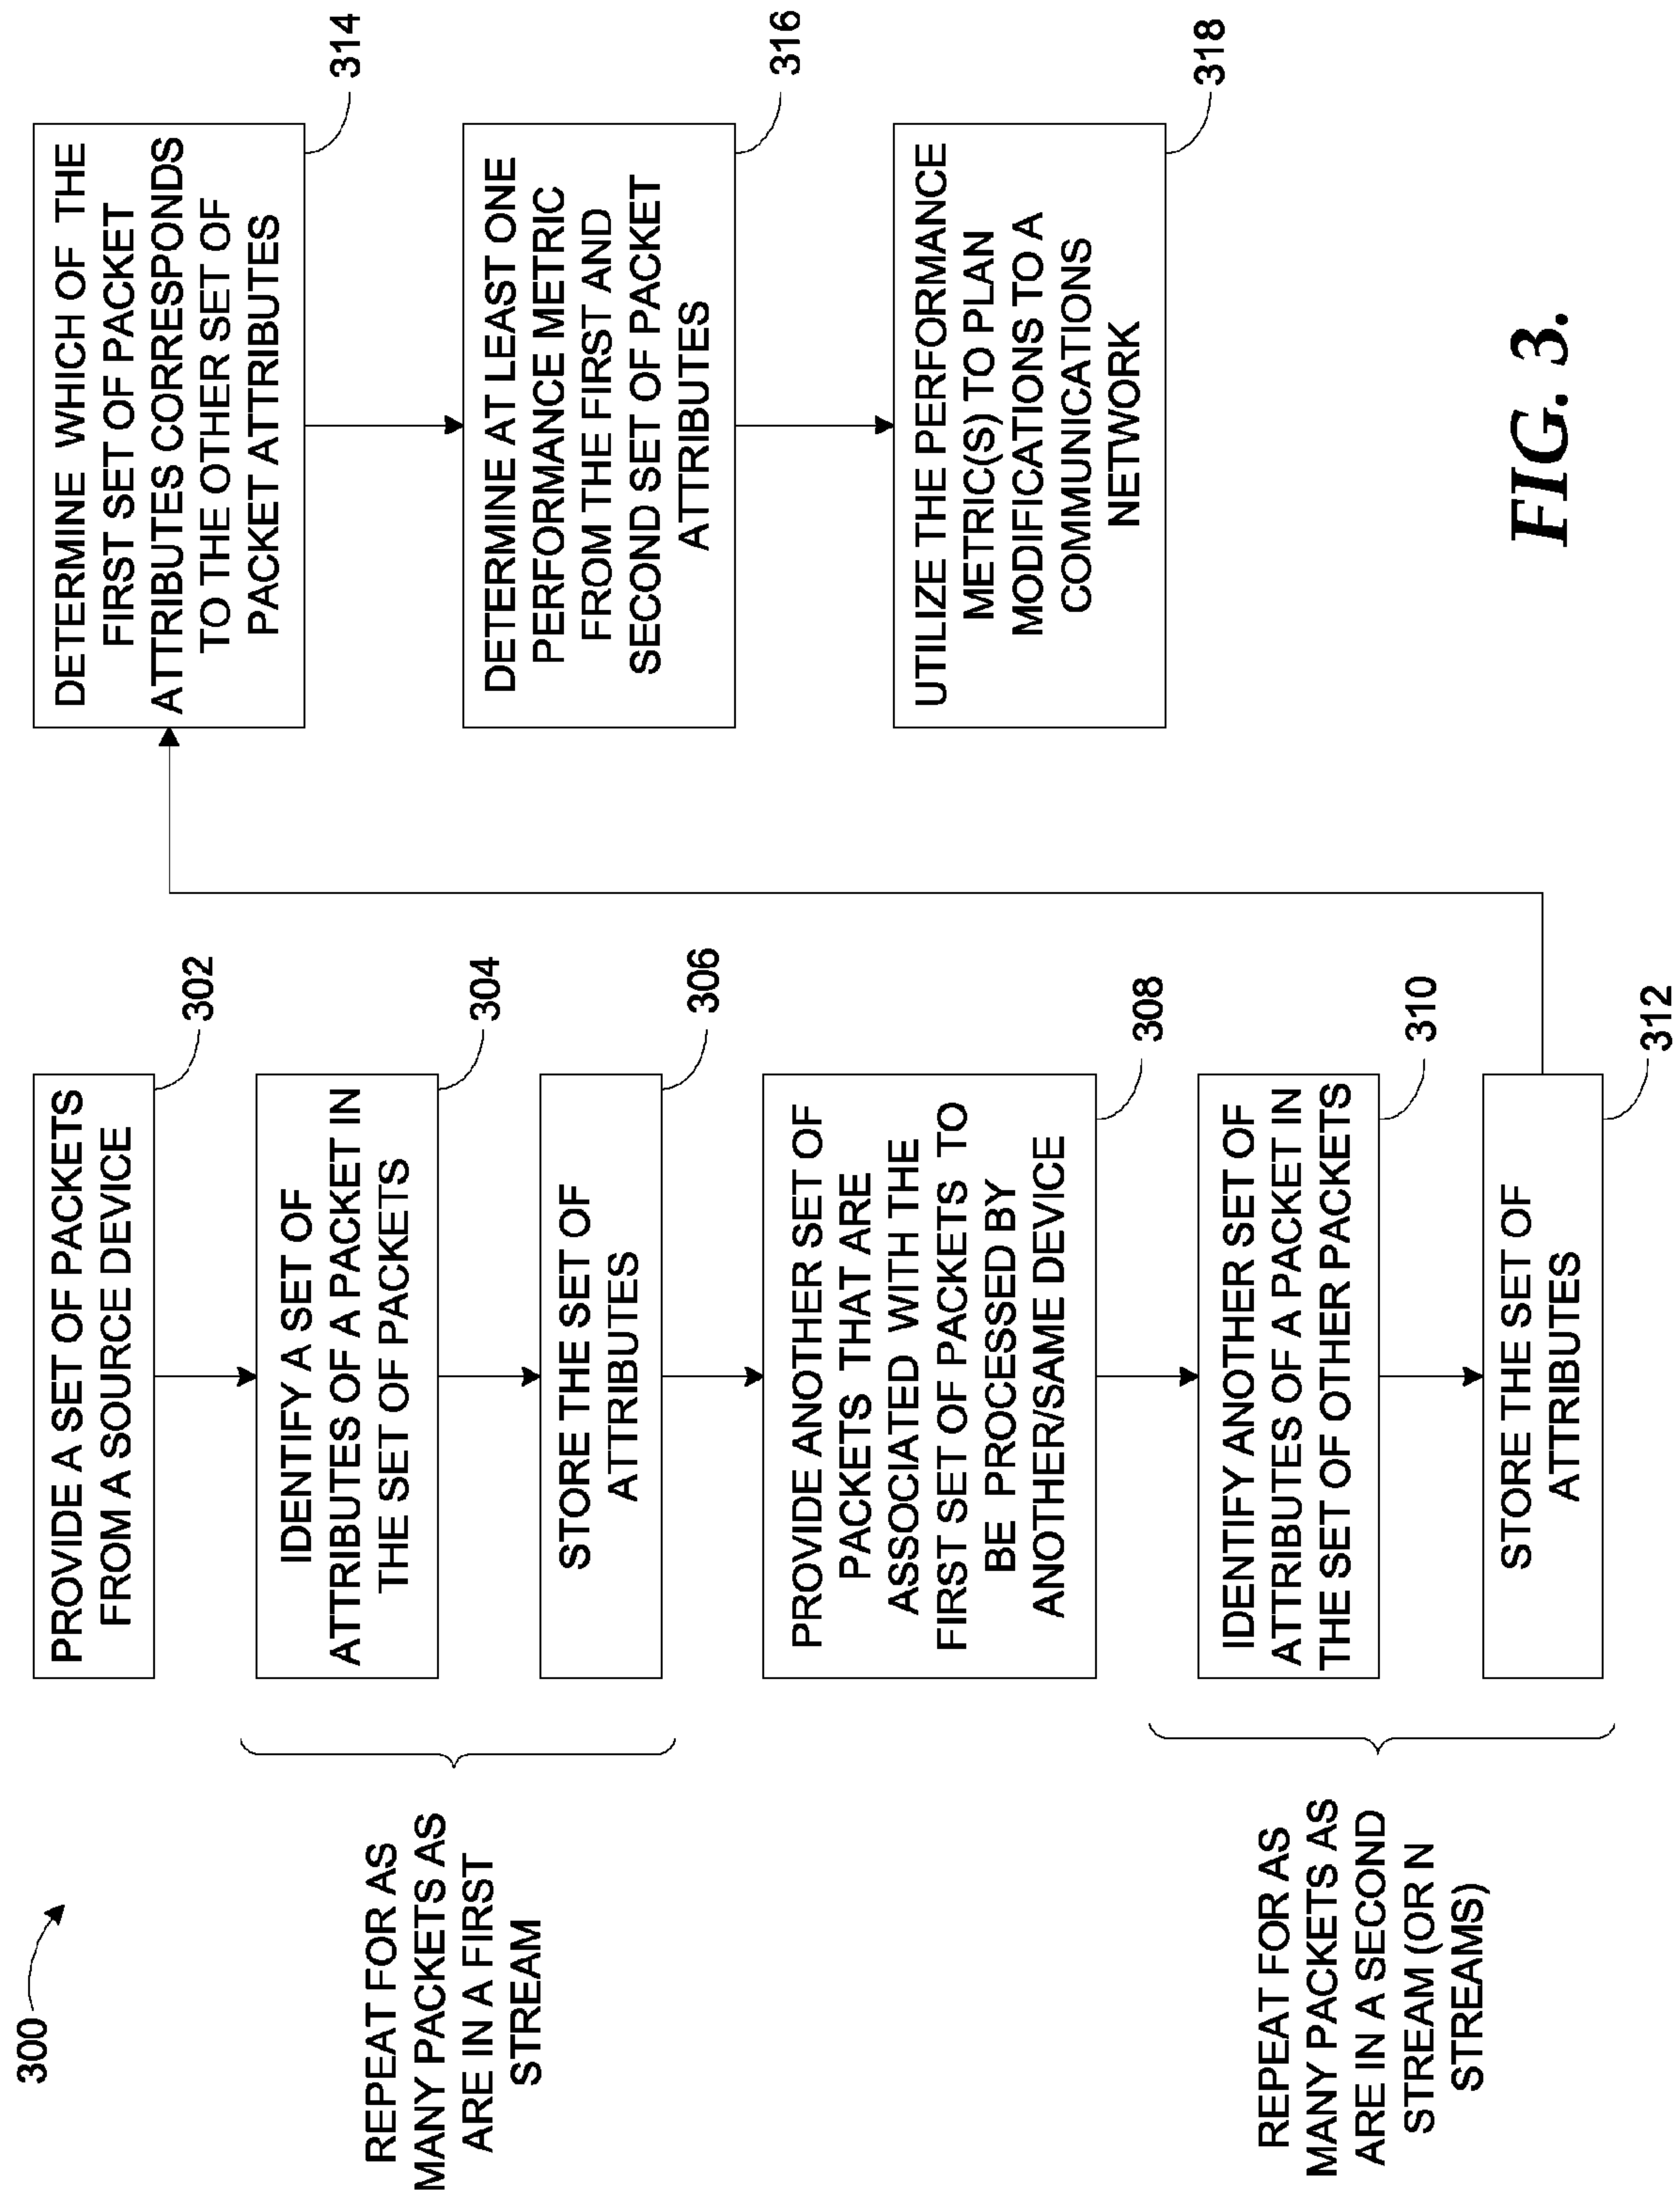 300
PROVIDE A SET OF PACKETS
FROM A SOURCE DEVICE
302
REPEAT FOR AS
MANY PACKETS AS
ARE IN A FIRST
STREAM
IDENTIFY A SET OF
ATTRIBUTES OF A PACKET IN
THE SET OF PACKETS
304
STORE THE SET OF
ATTRIBUTES
306
PROVIDE ANOTHER SET OF
PACKETS THAT ARE
ASSOCIATED WITH THE
FIRST SET OF PACKETS TO
BE PROCESSED BY
ANOTHER/SAME DEVICE
308
REPEAT FOR AS
MANY PACKETS AS
ARE IN A SECOND
STREAM (OR N
STREAMS)
IDENTIFY ANOTHER SET OF
ATTRIBUTES OF A PACKET IN
THE SET OF OTHER PACKETS
310
STORE THE SET OF
ATTRIBUTES
312
DETERMINE WHICH OF THE
FIRST SET OF PACKET
ATTRIBUTES CORRESPONDS
TO THE OTHER SET OF
PACKET ATTRIBUTES
314
DETERMINE AT LEAST ONE
PERFORMANCE METRIC
FROM THE FIRST AND
SECOND SET OF PACKET
ATTRIBUTES
316
UTILIZE THE PERFORMANCE
METRIC(S) TO PLAN
MODIFICATIONS TO A
COMMUNICATIONS
NETWORK
318
FIG. 3.